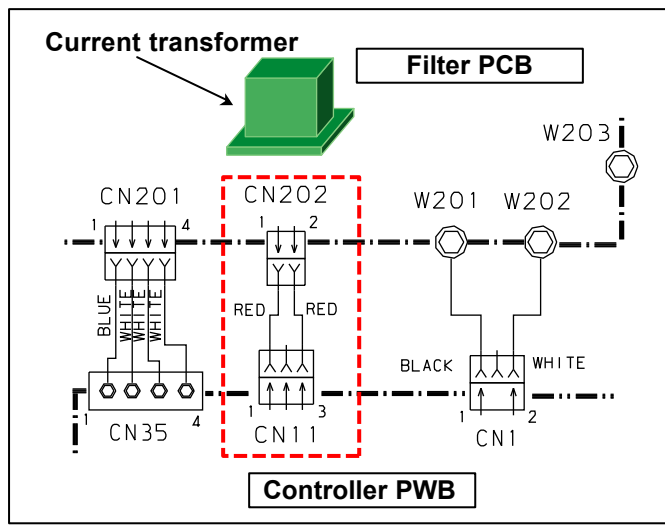 Current transformer
Filter PCB
W203
CN201
CN202
W201
W202
1
4
1
2
BLUE
WHITE
WHITE
WHITE
RED
RED
BLACK
WHITE
1
4
1
3
1
2
CN35
CN11
CN1
Controller PWB